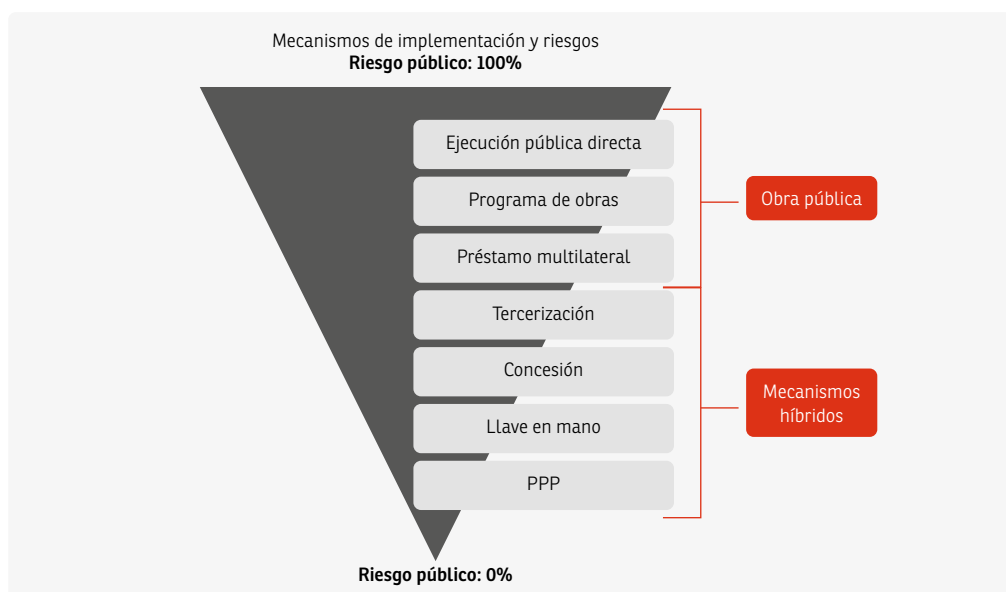 Mecanismos de implementación y riesgos
Riesgo público: 100%
Ejecución pública directa
Programa de obras
Préstamo multilateral
Tercerización
Concesión
Llave en mano
PPP
Obra pública
Mecanismos
híbridos
Riesgo público: 0%